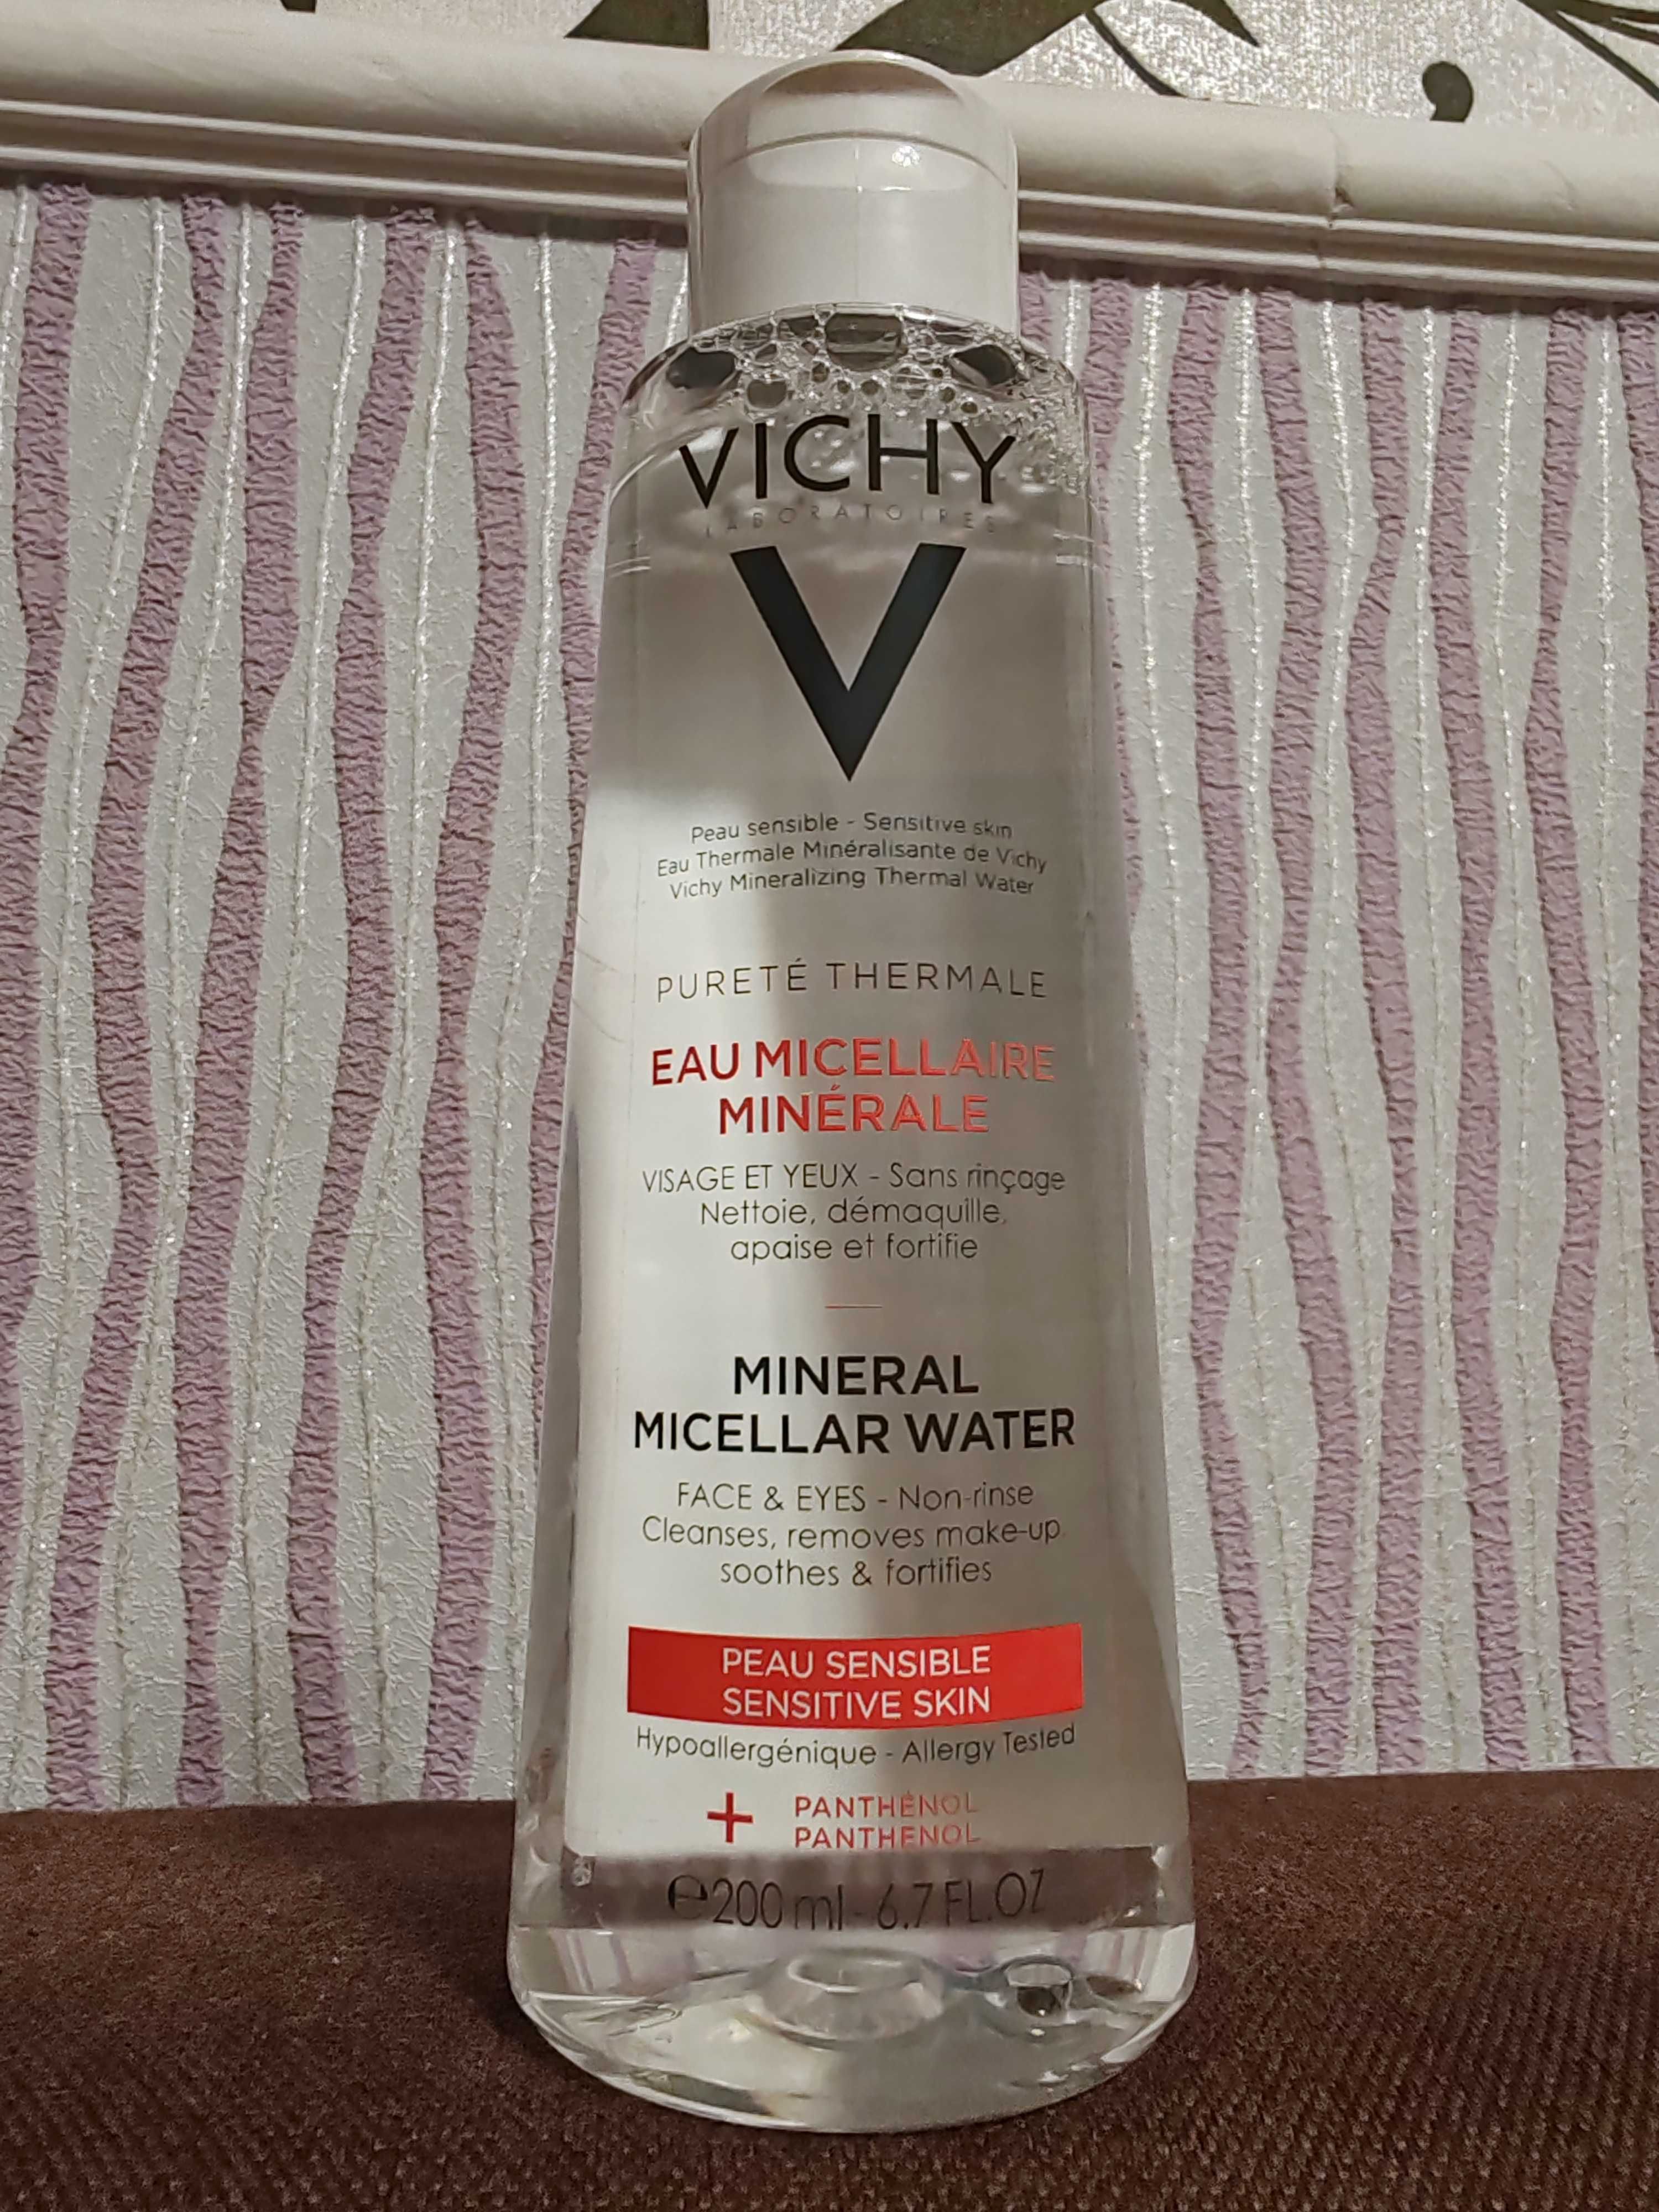 VICHY
LABORATOIRES
V
Peau sensible - Sensitive skin
Eau Thermale Minéralisante de Vichy
Vichy Mineralizing Thermal Water
PURETÉ THERMALE
EAU MICELLAIRE
MINÉRALE
VISAGE ET YEUX - Sans rinçage
Nettoie, démaquille,
apaise et fortifie
MINERAL
MICELLAR WATER
FACE & EYES - Non-rinse
Cleanses, removes make-up,
soothes & fortifies
PEAU SENSIBLE
SENSITIVE SKIN
Hypoallergénique - Allergy Tested
+ PANTHÉNOL
PANTHENOL
℮200 ml - 6.7 FL.OZ